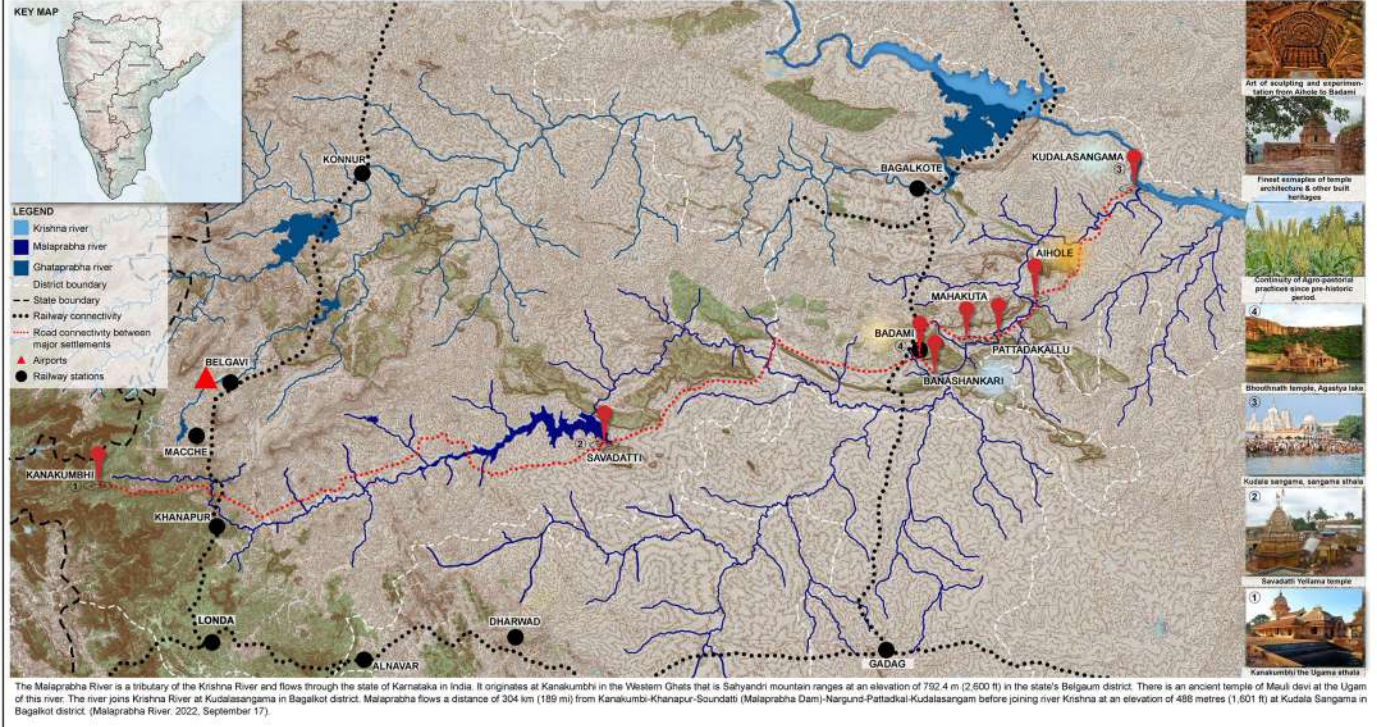 KEY MAP
LEGEND
Krishna river
Malaprabha river
Ghataprabha river
District boundary
State boundary
Railway connectivity
Road connectivity between
major settlements
Airports
Railway stations
KONNUR
BAGALKOTE
KUDALASANGAMA
3
AIHOLE
MAHAKUTA
BADAMI
4
PATTADAKALLU
BANASHANKARI
BELGAVI
MACCHE
2
SAVADATTI
KANAKUMBHI
1
KHANAPUR
LONDA
ALNAVAR
DHARWAD
GADAG
Art of sculpting and experimen-
tation from Aihole to Badami
Finest exmaples of temple
architecture & other built
heritages
Continuity of Agro-pastoral
practices since pre-historic
period.
4
Bhoothnath temple, Agastya lake
3
Kudala sangama, sangama sthala
2
Savadatti Yellama temple
1
Kanakumbhi the Ugama sthala
The Malaprabha River is a tributary of the Krishna River and flows through the state of Karnataka in India. It originates at Kanakumbhi in the Western Ghats that is Sahyandri mountain ranges at an elevation of 792.4 m (2,600 ft) in the state's Belgaum district. There is an ancient temple of Mauli devi at the Ugam
of this river. The river joins Krishna River at Kudalasangama in Bagalkot district. Malaprabha flows a distance of 304 km (189 mi) from Kanakumbi-Khanapur-Soundatti (Malaprabha Dam)-Nargund-Pattadkal-Kudalasangam before joining river Krishna at an elevation of 488 metres (1,601 ft) at Kudala Sangama in
Bagalkot district. (Malaprabha River. 2022, September 17).